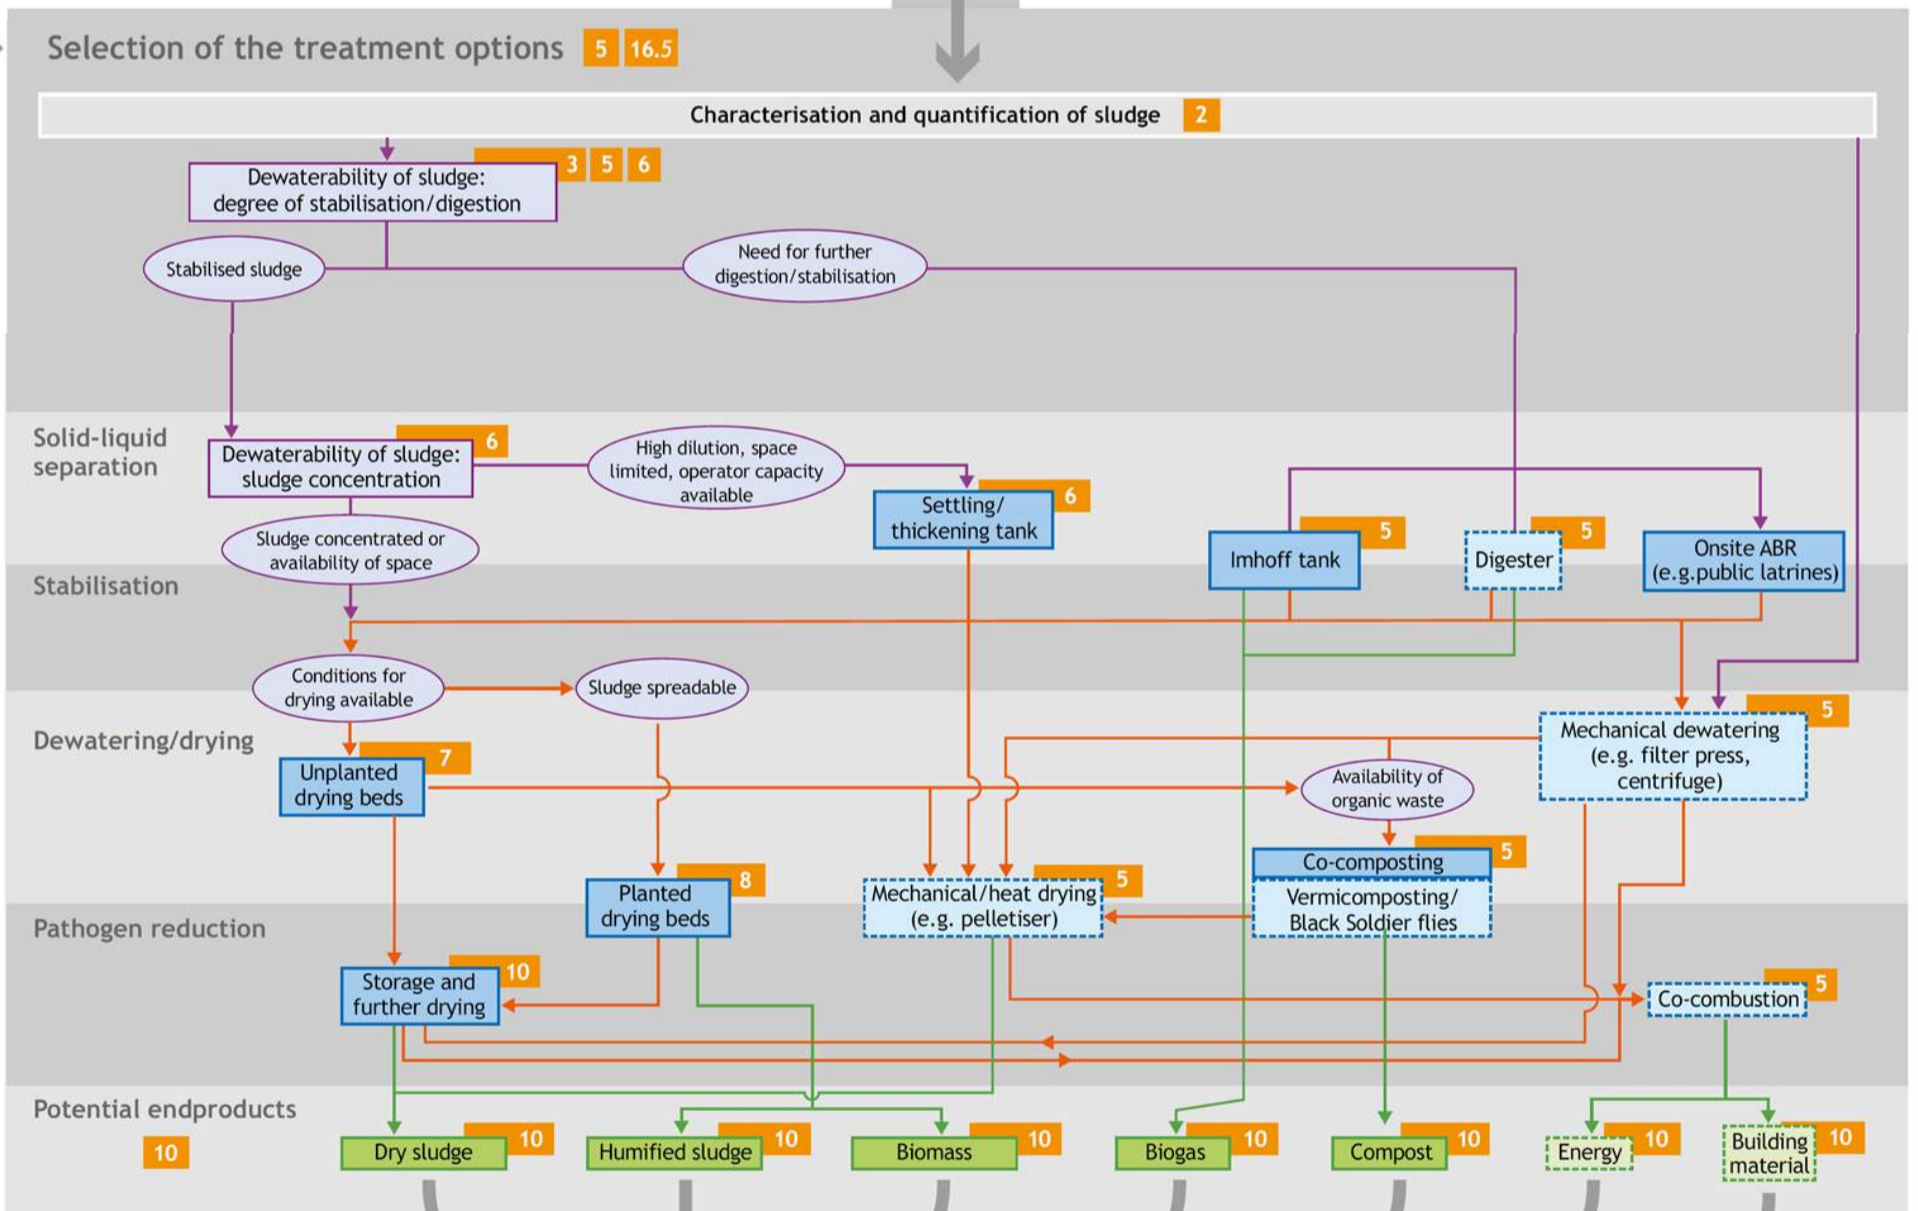 Selection of the treatment options 5 16.5
Characterisation and quantification of sludge 2
3 5 6
Dewaterability of sludge:
degree of stabilisation/digestion
Stabilised sludge
Need for further
digestion/stabilisation
Solid-liquid
separation
6
Dewaterability of sludge:
sludge concentration
High dilution, space
limited, operator capacity
available
6
Settling/
thickening tank
Sludge concentrated or
availability of space
5
Imhoff tank
5
Digester
Onsite ABR
(e.g.public latrines)
Stabilisation
Conditions for
drying available
Sludge spreadable
Dewatering/drying
7
Unplanted
drying beds
5
Mechanical dewatering
(e.g. filter press,
centrifuge)
Availability of
organic waste
8
Planted
drying beds
5
Mechanical/heat drying
(e.g. pelletiser)
5
Co-composting
Vermicomposting/
Black Soldier flies
Pathogen reduction
10
Storage and
further drying
5
Co-combustion
Potential endproducts
10
10
Dry sludge
10
Humified sludge
10
Biomass
10
Biogas
10
Compost
10
Energy
10
Building
material